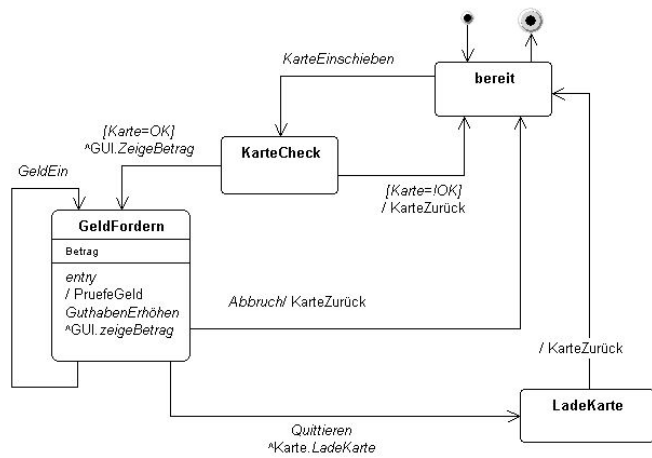 KarteEinschieben
bereit
[Karte=OK]
^GUI.ZeigeBetrag
KarteCheck
GeldEin
[Karte=!OK]
/ KarteZurück
GeldFordern
Betrag
entry
/ PruefeGeld
GuthabenErhöhen
^GUI.zeigeBetrag
Abbruch/ KarteZurück
/ KarteZurück
LadeKarte
Quittieren
^Karte.LadeKarte